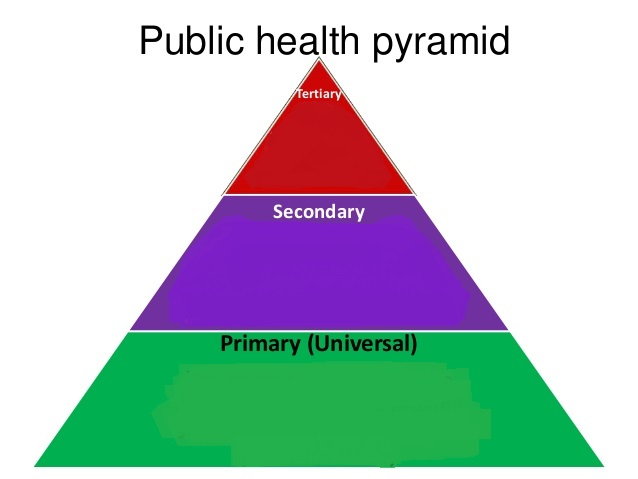 Public health pyramid
Tertiary
Secondary
Primary (Universal)